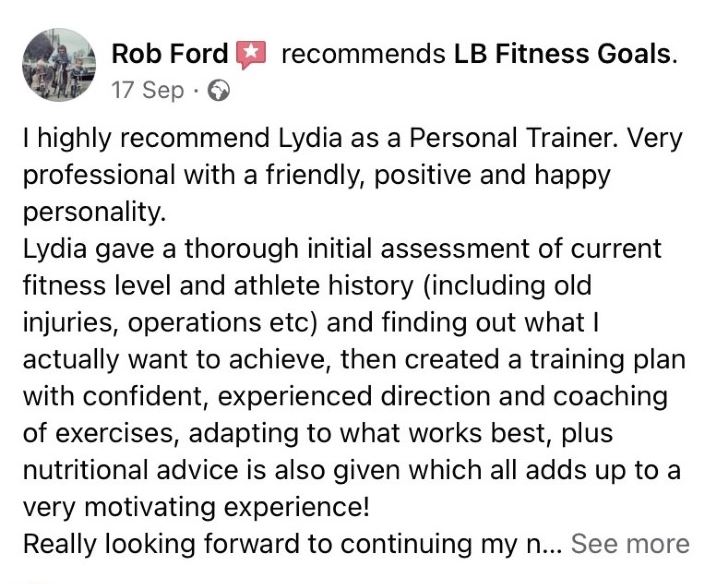 Rob Ford recommends LB Fitness Goals.
17 Sep ·
I highly recommend Lydia as a Personal Trainer. Very
professional with a friendly, positive and happy
personality.
Lydia gave a thorough initial assessment of current
fitness level and athlete history (including old
injuries, operations etc) and finding out what I
actually want to achieve, then created a training plan
with confident, experienced direction and coaching
of exercises, adapting to what works best, plus
nutritional advice is also given which all adds up to a
very motivating experience!
Really looking forward to continuing my n... See more